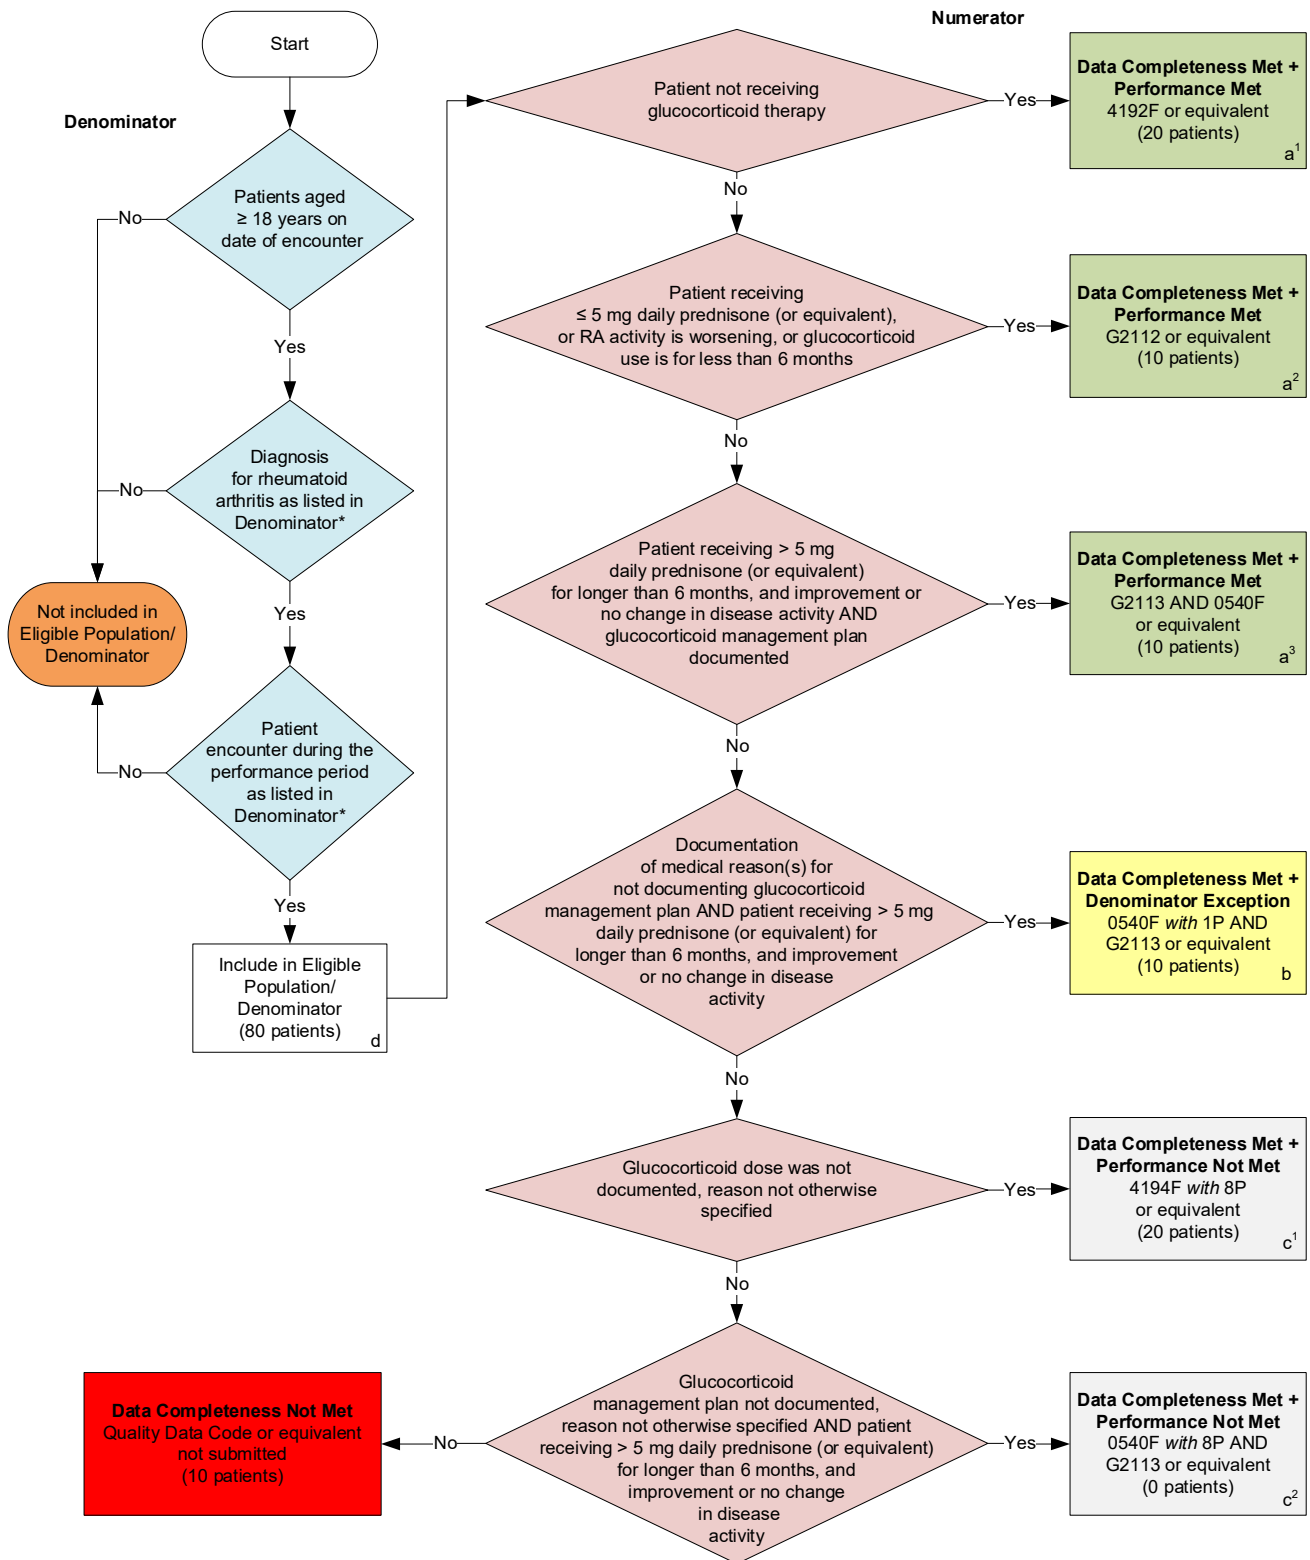 Numerator
Start
Denominator
Patients aged
≥ 18 years on
date of encounter
No
Yes
Diagnosis
for rheumatoid
arthritis as listed in
Denominator*
No
Yes
Not included in
Eligible Population/
Denominator
Patient
encounter during the
performance period
as listed in
Denominator*
No
Yes
Include in Eligible
Population/
Denominator
(80 patients)
d
Patient not receiving
glucocorticoid therapy
Yes
Data Completeness Met +
Performance Met
4192F or equivalent
(20 patients)
a¹
No
Patient receiving
≤ 5 mg daily prednisone (or equivalent),
or RA activity is worsening, or glucocorticoid
use is for less than 6 months
Yes
Data Completeness Met +
Performance Met
G2112 or equivalent
(10 patients)
a²
No
Patient receiving > 5 mg
daily prednisone (or equivalent)
for longer than 6 months, and improvement or
no change in disease activity AND
glucocorticoid management plan
documented
Yes
Data Completeness Met +
Performance Met
G2113 AND 0540F
or equivalent
(10 patients)
a³
No
Documentation
of medical reason(s) for
not documenting glucocorticoid
management plan AND patient receiving > 5 mg
daily prednisone (or equivalent) for
longer than 6 months, and improvement
or no change in disease
activity
Yes
Data Completeness Met +
Denominator Exception
0540F with 1P AND
G2113 or equivalent
(10 patients)
b
No
Glucocorticoid dose was not
documented, reason not otherwise
specified
Yes
Data Completeness Met +
Performance Not Met
4194F with 8P
or equivalent
(20 patients)
c¹
No
Glucocorticoid
management plan not documented,
reason not otherwise specified AND patient
receiving > 5 mg daily prednisone (or equivalent)
for longer than 6 months, and
improvement or no change
in disease
activity
Yes
Data Completeness Met +
Performance Not Met
0540F with 8P AND
G2113 or equivalent
(0 patients)
c²
No
Data Completeness Not Met
Quality Data Code or equivalent
not submitted
(10 patients)